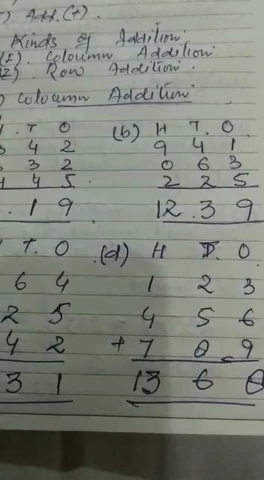 Add.(+).
Kinds of Addition
(1). Coloumn Addition
(2). Row Addition.
Coloumn Addition
T O (b) H T. O.
4 2 9 4 1
3 2 0 6 3
4 5 2 2 5
. 1 9 12. 3 9
T. O .(d) H T. O.
6 4 1 2 3
2 5 4 5 6
4 2 + 7 8 .9
3 1 13 6 8